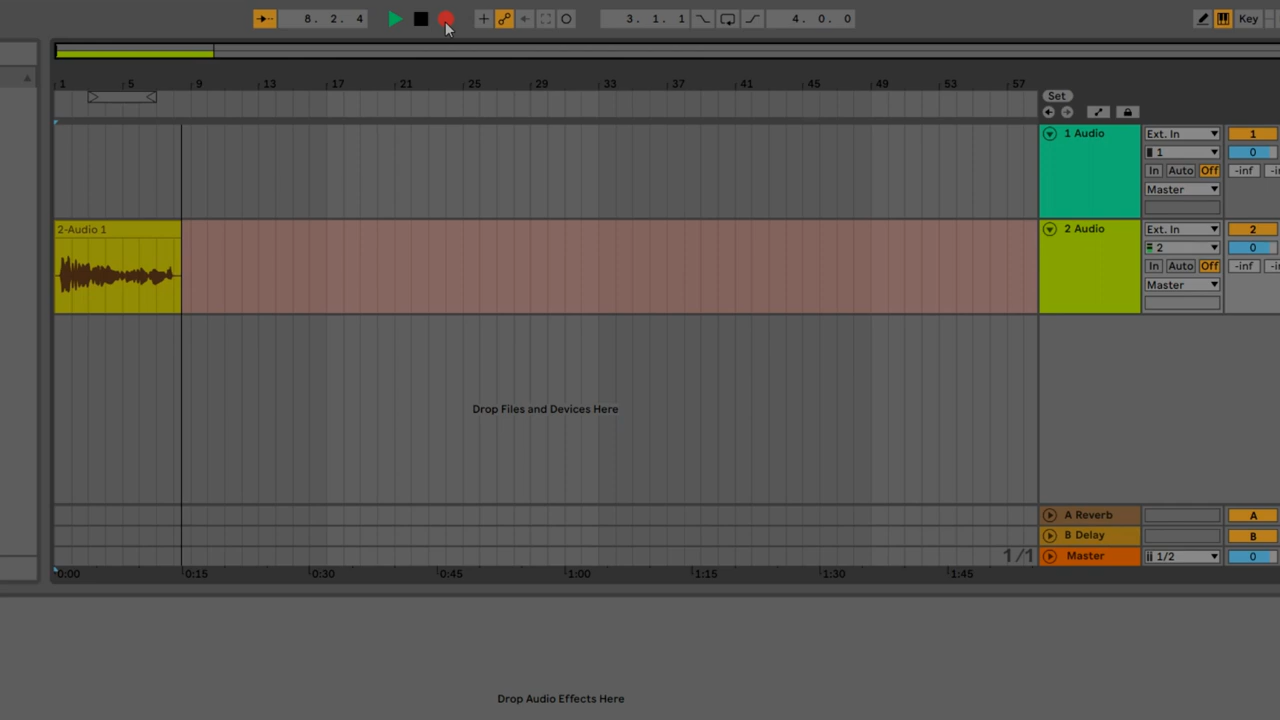 8. 2. 4 3. 1. 1 4. 0. 0 Key
1 5 9 13 17 21 25 29 33 37 41 45 49 53 57
Set
1 Audio Ext. In 1
1 0
In Auto Off -inf
Master
2-Audio 1 2 Audio Ext. In 2
2 0
In Auto Off -inf
Master
Drop Files and Devices Here
A Reverb A
B Delay B
1/1 Master 1/2 0
0:00 0:15 0:30 0:45 1:00 1:15 1:30 1:45
Drop Audio Effects Here